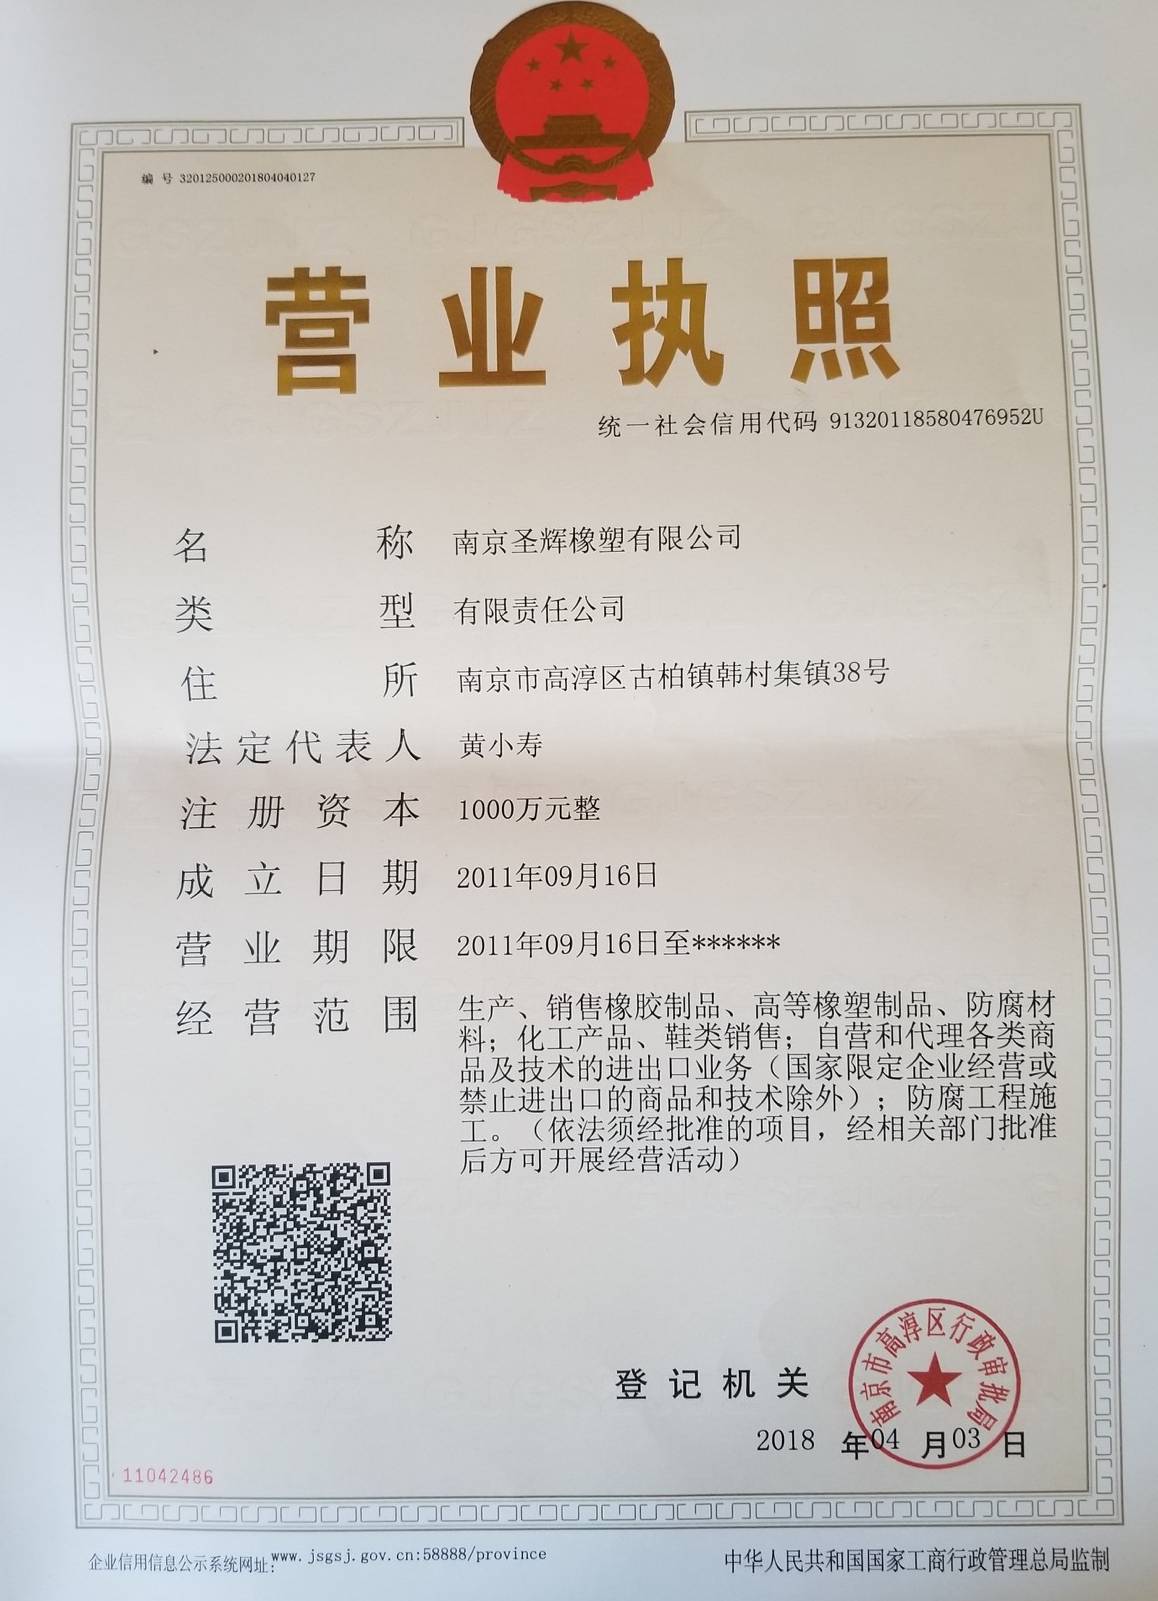 编 号 320125000201804040127
营业执照
统一社会信用代码 91320118580476952U
名称 南京圣辉橡塑有限公司
类型 有限责任公司
住所 南京市高淳区古柏镇韩村集镇38号
法定代表人 黄小寿
注册资本 1000万元整
成立日期 2011年09月16日
营业期限 2011年09月16日至******
经营范围 生产、销售橡胶制品、高等橡塑制品、防腐材
料；化工产品、鞋类销售；自营和代理各类商
品及技术的进出口业务（国家限定企业经营或
禁止进出口的商品和技术除外）；防腐工程施
工。（依法须经批准的项目，经相关部门批准
后方可开展经营活动）
南京市高淳区行政审批局
登记机关
2018 年04 月03 日
11042486
企业信用信息公示系统网址:www.jsgsj.gov.cn:58888/province
中华人民共和国国家工商行政管理总局监制